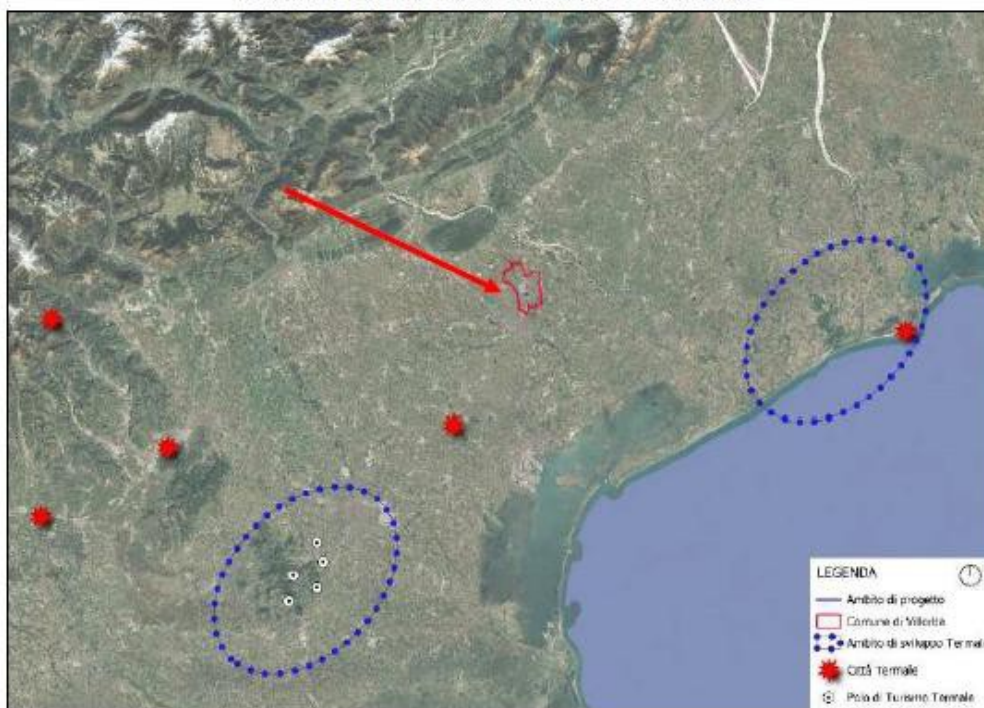 LEGENDA
Ambito di progetto
Comune di Villorba
Ambito di sviluppo Termale
Città Termale
Polo di Turismo Termale